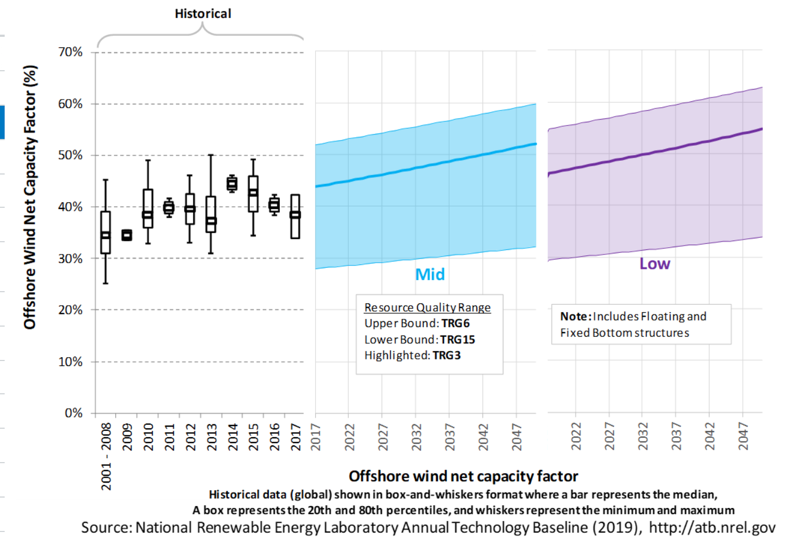 Historical
Offshore Wind Net Capacity Factor (%)
70%
60%
50%
40%
30%
20%
10%
0%
2001 - 2008
2009
2010
2011
2012
2013
2014
2015
2016
2017
2017
2022
2027
2032
2037
2042
2047
2022
2027
2032
2037
2042
2047
Mid
Low
Resource Quality Range
Upper Bound: TRG6
Lower Bound: TRG15
Highlighted: TRG3
Note: Includes Floating and
Fixed Bottom structures
Offshore wind net capacity factor
Historical data (global) shown in box-and-whiskers format where a bar represents the median,
A box represents the 20th and 80th percentiles, and whiskers represent the minimum and maximum
Source: National Renewable Energy Laboratory Annual Technology Baseline (2019), http://atb.nrel.gov